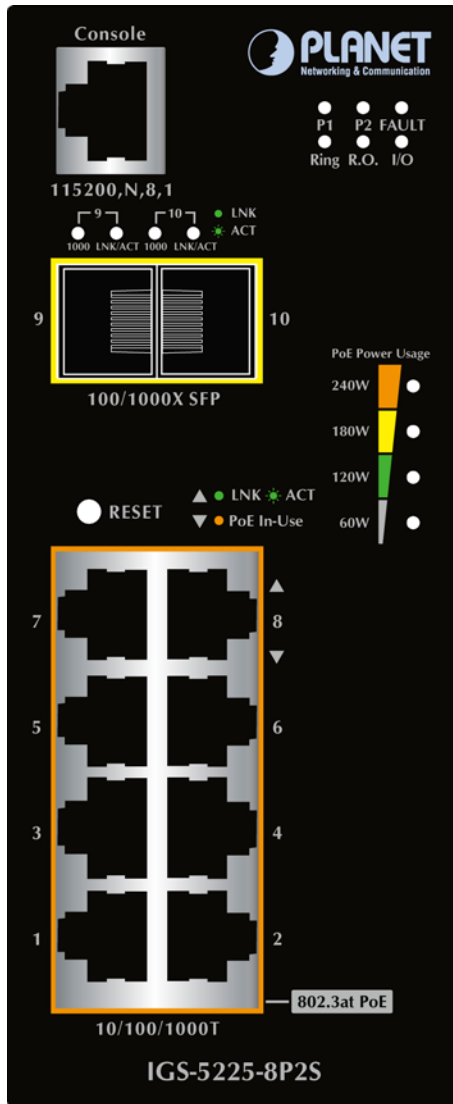 Console
PLANET
Networking & Communication
P1 P2 FAULT
Ring R.O. I/O
115200,N,8,1
9 10 LNK
1000 LNK/ACT 1000 LNK/ACT ACT
9 10
100/1000X SFP
PoE Power Usage
240W
180W
120W
60W
RESET
LNK ACT
PoE In-Use
7 8
5 6
3 4
1 2
802.3at PoE
10/100/1000T
IGS-5225-8P2S